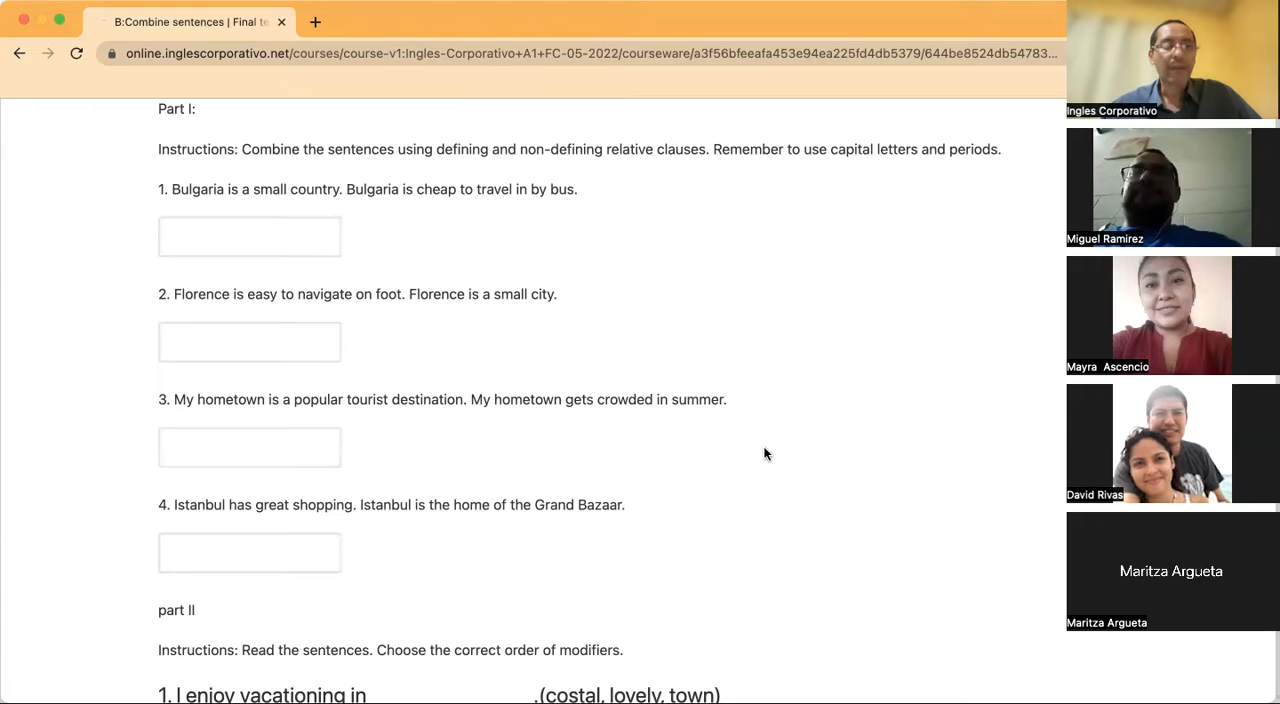 B:Combine sentences | Final te
online.inglescorporativo.net/courses/course-v1:Ingles-Corporativo+A1+FC-05-2022/courseware/a3f56bfeeafa453e94ea225fd4db5379/644be8524db54783...
Part I:
Instructions: Combine the sentences using defining and non-defining relative clauses. Remember to use capital letters and periods.
1. Bulgaria is a small country. Bulgaria is cheap to travel in by bus.
2. Florence is easy to navigate on foot. Florence is a small city.
3. My hometown is a popular tourist destination. My hometown gets crowded in summer.
4. Istanbul has great shopping. Istanbul is the home of the Grand Bazaar.
part II
Instructions: Read the sentences. Choose the correct order of modifiers.
1. I enjoy vacationing in .(costal, lovely, town)
Ingles Corporativo
Miguel Ramirez
Mayra Ascencio
David Rivas
Maritza Argueta
Maritza Argueta